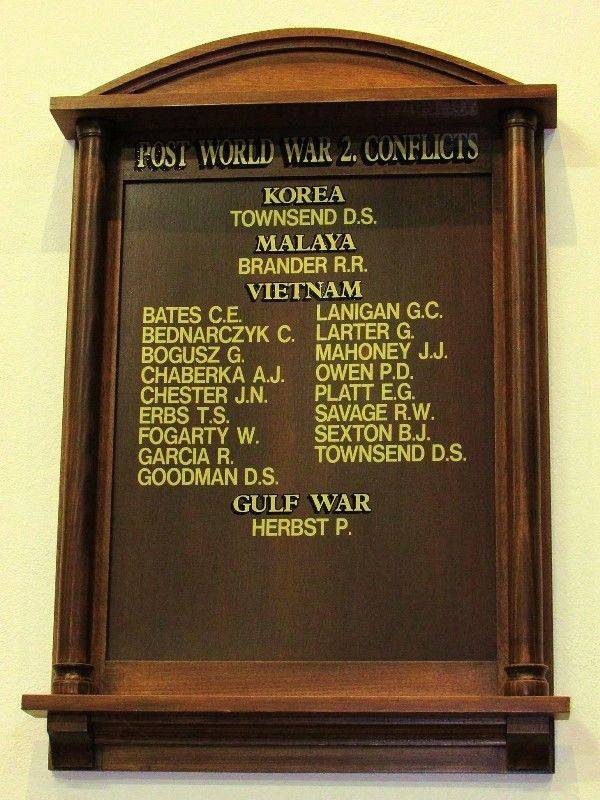 POST WORLD WAR 2. CONFLICTS
KOREA
TOWNSEND D.S.
MALAYA
BRANDER R.R.
VIETNAM
BATES C.E.
BEDNARCZYK C.
BOGUSZ G.
CHABERKA A.J.
CHESTER J.N.
ERBS T.S.
FOGARTY W.
GARCIA R.
GOODMAN D.S.
LANIGAN G.C.
LARTER G.
MAHONEY J.J.
OWEN P.D.
PLATT E.G.
SAVAGE R.W.
SEXTON B.J.
TOWNSEND D.S.
GULF WAR
HERBST P.